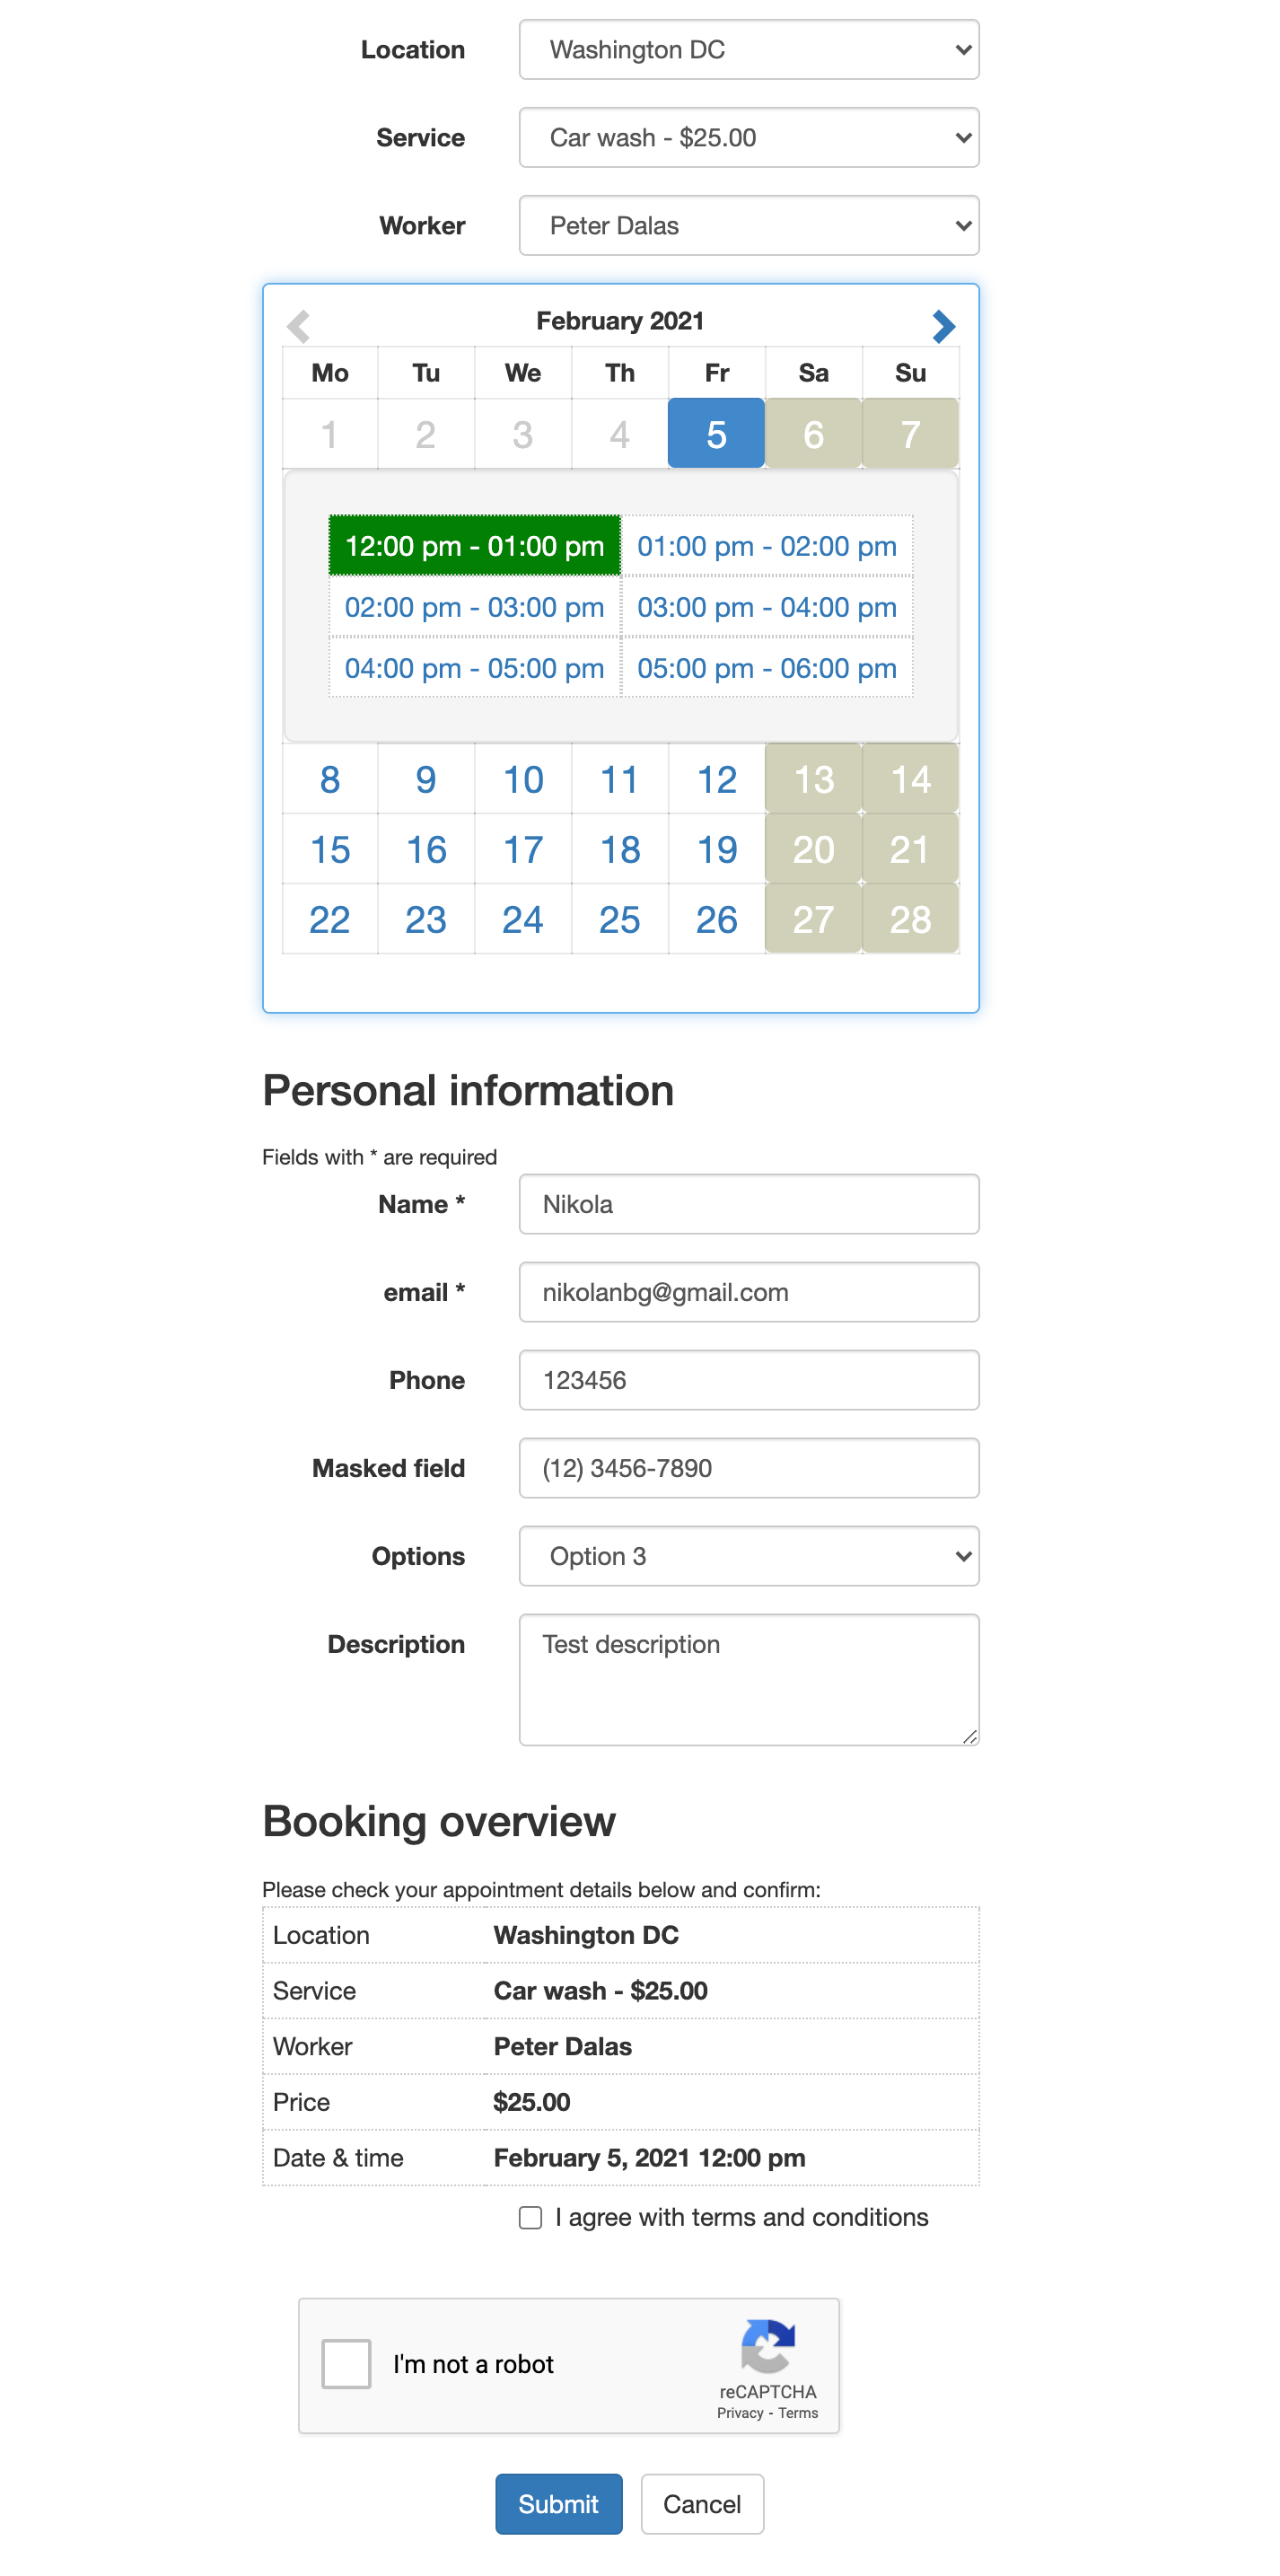 Location Washington DC
Service Car wash - $25.00
Worker Peter Dalas
February 2021
Mo Tu We Th Fr Sa Su
1 2 3 4 5 6 7
12:00 pm - 01:00 pm 01:00 pm - 02:00 pm
02:00 pm - 03:00 pm 03:00 pm - 04:00 pm
04:00 pm - 05:00 pm 05:00 pm - 06:00 pm
8 9 10 11 12 13 14
15 16 17 18 19 20 21
22 23 24 25 26 27 28
Personal information
Fields with * are required
Name * Nikola
email * nikolanbg@gmail.com
Phone 123456
Masked field (12) 3456-7890
Options Option 3
Description Test description
Booking overview
Please check your appointment details below and confirm:
Location Washington DC
Service Car wash - $25.00
Worker Peter Dalas
Price $25.00
Date & time February 5, 2021 12:00 pm
I agree with terms and conditions
I'm not a robot
reCAPTCHA
Privacy - Terms
Submit Cancel